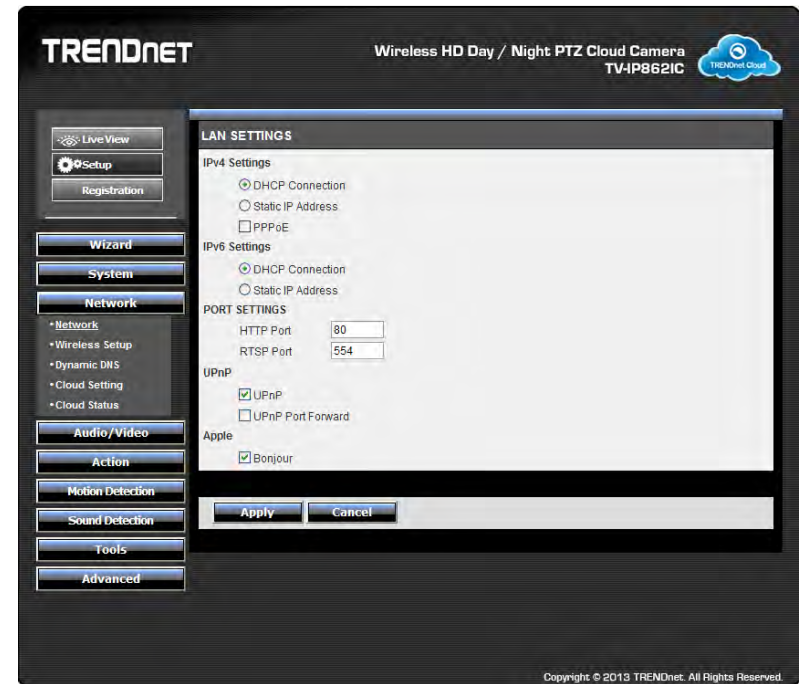 TRENDnet
Wireless HD Day / Night PTZ Cloud Camera
TV-IP862IC
TRENDnet Cloud
Live View
Setup
Registration
Wizard
System
Network
•Network
•Wireless Setup
•Dynamic DNS
•Cloud Setting
•Cloud Status
Audio/Video
Action
Motion Detection
Sound Detection
Tools
Advanced
LAN SETTINGS
IPv4 Settings
DHCP Connection
Static IP Address
PPPoE
IPv6 Settings
DHCP Connection
Static IP Address
PORT SETTINGS
HTTP Port 80
RTSP Port 554
UPnP
UPnP
UPnP Port Forward
Apple
Bonjour
Apply Cancel
Copyright © 2013 TRENDnet. All Rights Reserved.